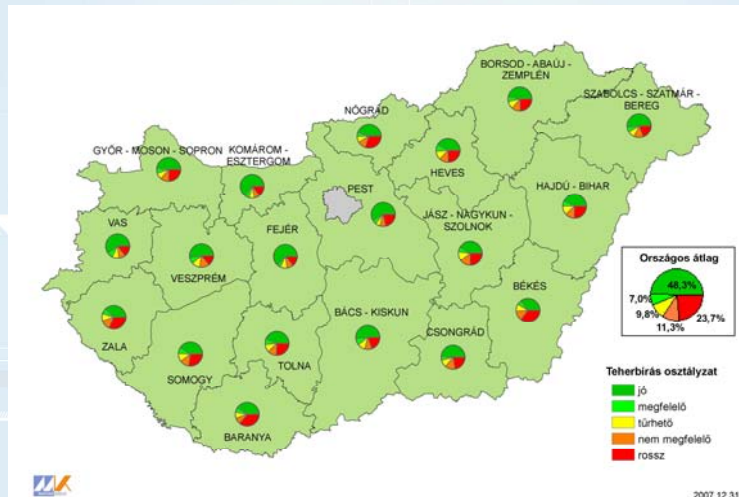 BORSOD - ABAÚJ -
ZEMPLÉN
SZABOLCS - SZATMÁR -
BEREG
NÓGRÁD
GYŐR - MOSON - SOPRON
KOMÁROM -
ESZTERGOM
HEVES
PEST
HAJDÚ - BIHAR
JÁSZ - NAGYKUN -
SZOLNOK
VAS
FEJÉR
VESZPRÉM
BÉKÉS
BÁCS - KISKUN
CSONGRÁD
ZALA
TOLNA
SOMOGY
BARANYA
Országos átlag
48,3%
7,0%
9,8%
11,3%
23,7%
Teherbírás osztályzat
jó
megfelelő
tűrhető
nem megfelelő
rossz
2007.12.31